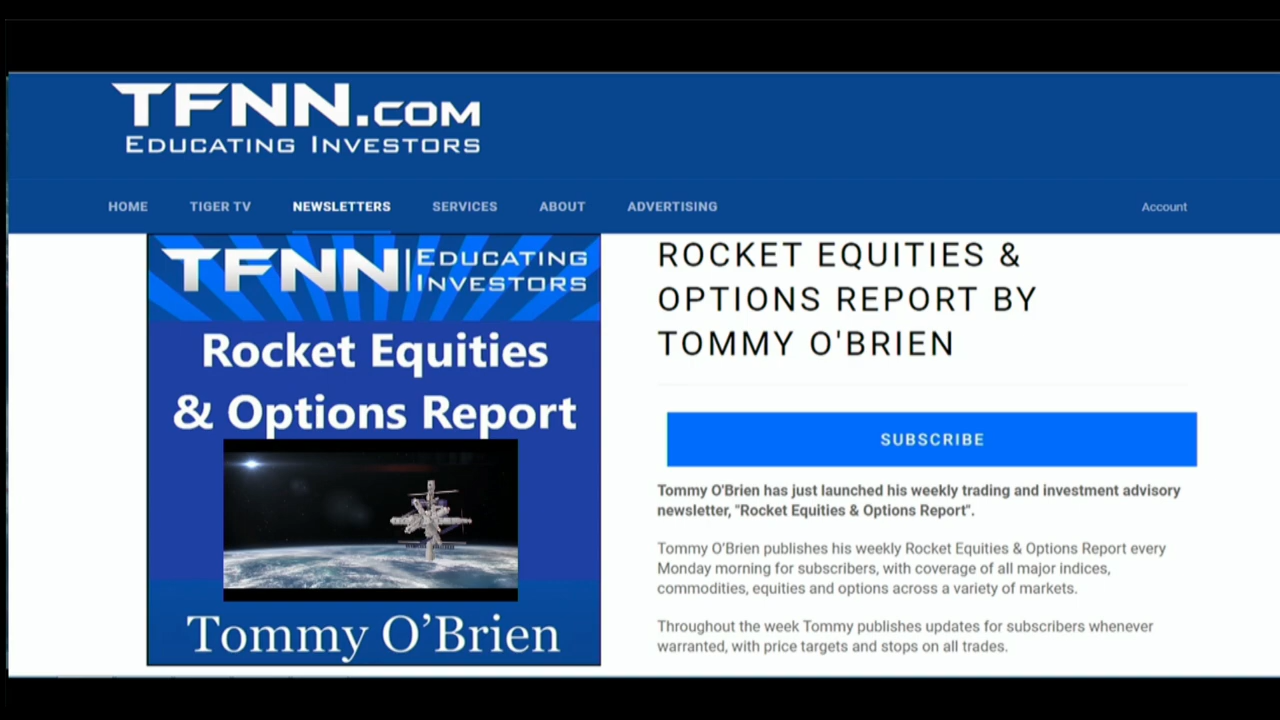 TFNN.COM
EDUCATING INVESTORS
HOME TIGER TV NEWSLETTERS SERVICES ABOUT ADVERTISING Account
TFNN EDUCATING
INVESTORS
Rocket Equities
& Options Report
Tommy O’Brien
ROCKET EQUITIES &
OPTIONS REPORT BY
TOMMY O'BRIEN
SUBSCRIBE
Tommy O'Brien has just launched his weekly trading and investment advisory
newsletter, "Rocket Equities & Options Report".
Tommy O’Brien publishes his weekly Rocket Equities & Options Report every
Monday morning for subscribers, with coverage of all major indices,
commodities, equities and options across a variety of markets.
Throughout the week Tommy publishes updates for subscribers whenever
warranted, with price targets and stops on all trades.